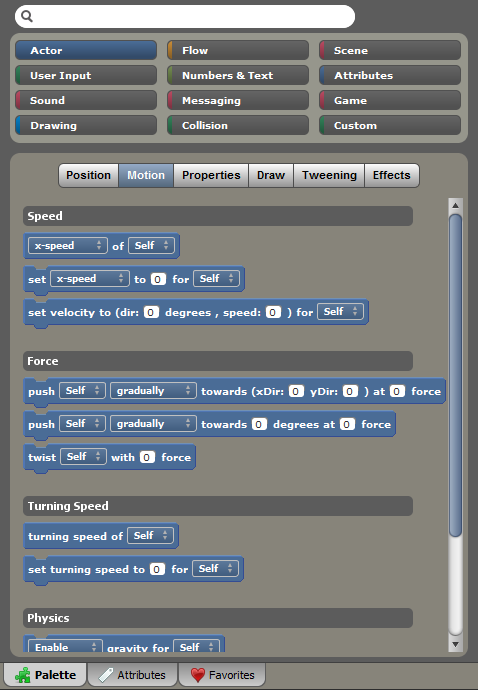 Actor Flow Scene
User Input Numbers & Text Attributes
Sound Messaging Game
Drawing Collision Custom
Position Motion Properties Draw Tweening Effects
Speed
x-speed of Self
set x-speed to 0 for Self
set velocity to (dir: 0 degrees , speed: 0 ) for Self
Force
push Self gradually towards (xDir: 0 yDir: 0 ) at 0 force
push Self gradually towards 0 degrees at 0 force
twist Self with 0 force
Turning Speed
turning speed of Self
set turning speed to 0 for Self
Physics
Enable gravity for Self
Palette Attributes Favorites